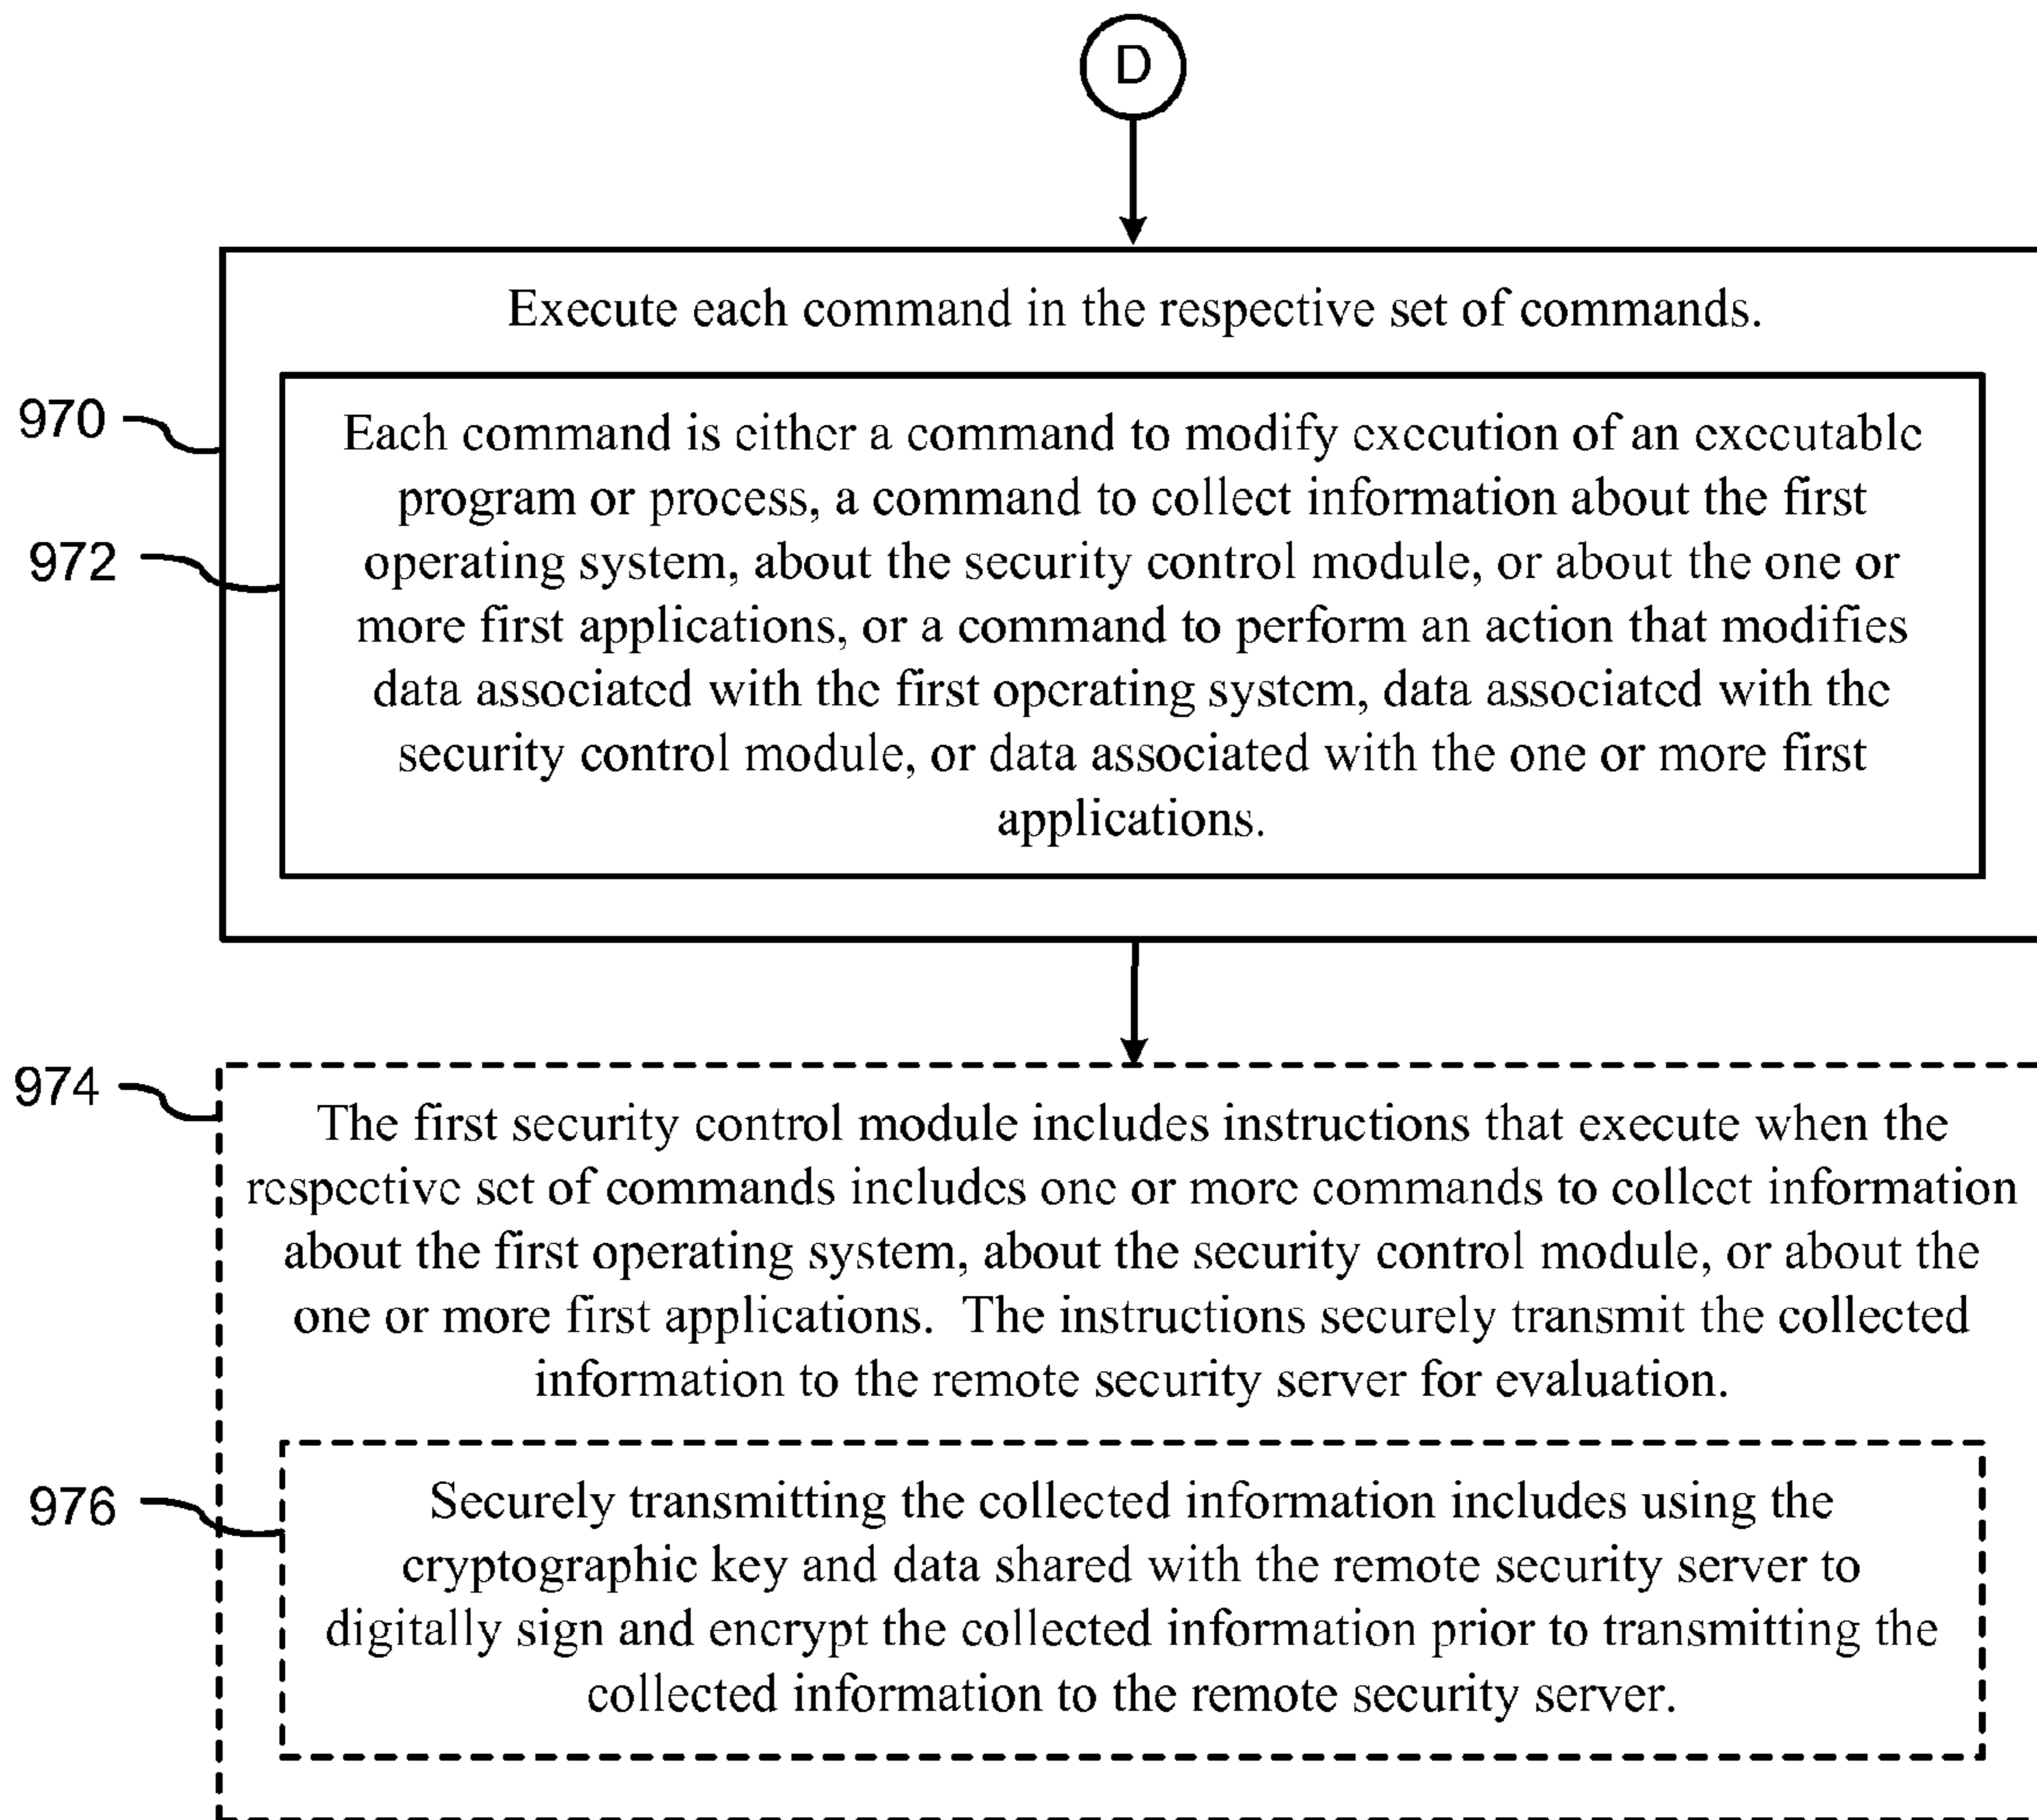 D
Execute each command in the respective set of commands.
970
Each command is either a command to modify execution of an executable
program or process, a command to collect information about the first
operating system, about the security control module, or about the one or
972
more first applications, or a command to perform an action that modifies
data associated with the first operating system, data associated with the
security control module, or data associated with the one or more first
applications.
974
The first security control module includes instructions that execute when the
respective set of commands includes one or more commands to collect information
about the first operating system, about the security control module, or about the
one or more first applications. The instructions securely transmit the collected
information to the remote security server for evaluation.
976
Securely transmitting the collected information includes using the
cryptographic key and data shared with the remote security server to
digitally sign and encrypt the collected information prior to transmitting the
collected information to the remote security server.